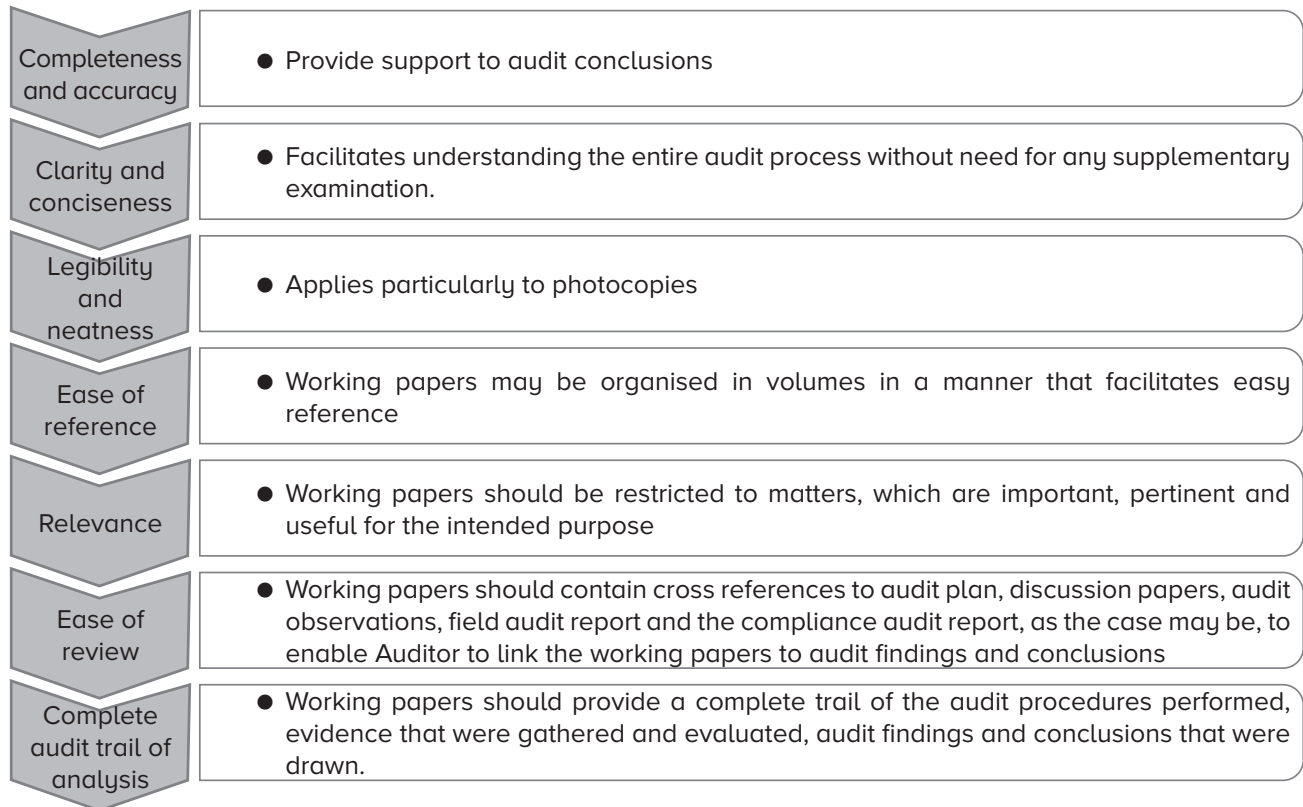 Completeness
and accuracy
● Provide support to audit conclusions
Clarity and
conciseness
● Facilitates understanding the entire audit process without need for any supplementary
examination.
Legibility
and
neatness
● Applies particularly to photocopies
Ease of
reference
● Working papers may be organised in volumes in a manner that facilitates easy
reference
Relevance
● Working papers should be restricted to matters, which are important, pertinent and
useful for the intended purpose
Ease of
review
● Working papers should contain cross references to audit plan, discussion papers, audit
observations, field audit report and the compliance audit report, as the case may be, to
enable Auditor to link the working papers to audit findings and conclusions
Complete
audit trail of
analysis
● Working papers should provide a complete trail of the audit procedures performed,
evidence that were gathered and evaluated, audit findings and conclusions that were
drawn.